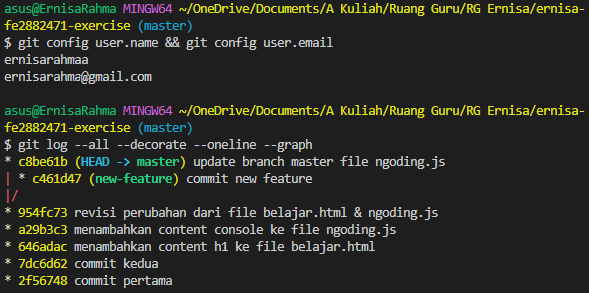 asus@ErnisaRahma MINGW64 ~/OneDrive/Documents/A Kuliah/Ruang Guru/RG Ernisa/ernisa-
fe2882471-exercise (master)
$ git config user.name && git config user.email
ernisarahmaa
ernisarahma@gmail.com
asus@ErnisaRahma MINGW64 ~/OneDrive/Documents/A Kuliah/Ruang Guru/RG Ernisa/ernisa-
fe2882471-exercise (master)
$ git log --all --decorate --oneline --graph
* c8be61b (HEAD -> master) update branch master file ngoding.js
| * c461d47 (new-feature) commit new feature
|/
* 954fc73 revisi perubahan dari file belajar.html & ngoding.js
* a29b3c3 menambahkan content console ke file ngoding.js
* 646adac menambahkan content h1 ke file belajar.html
* 7dc6d62 commit kedua
* 2f56748 commit pertama